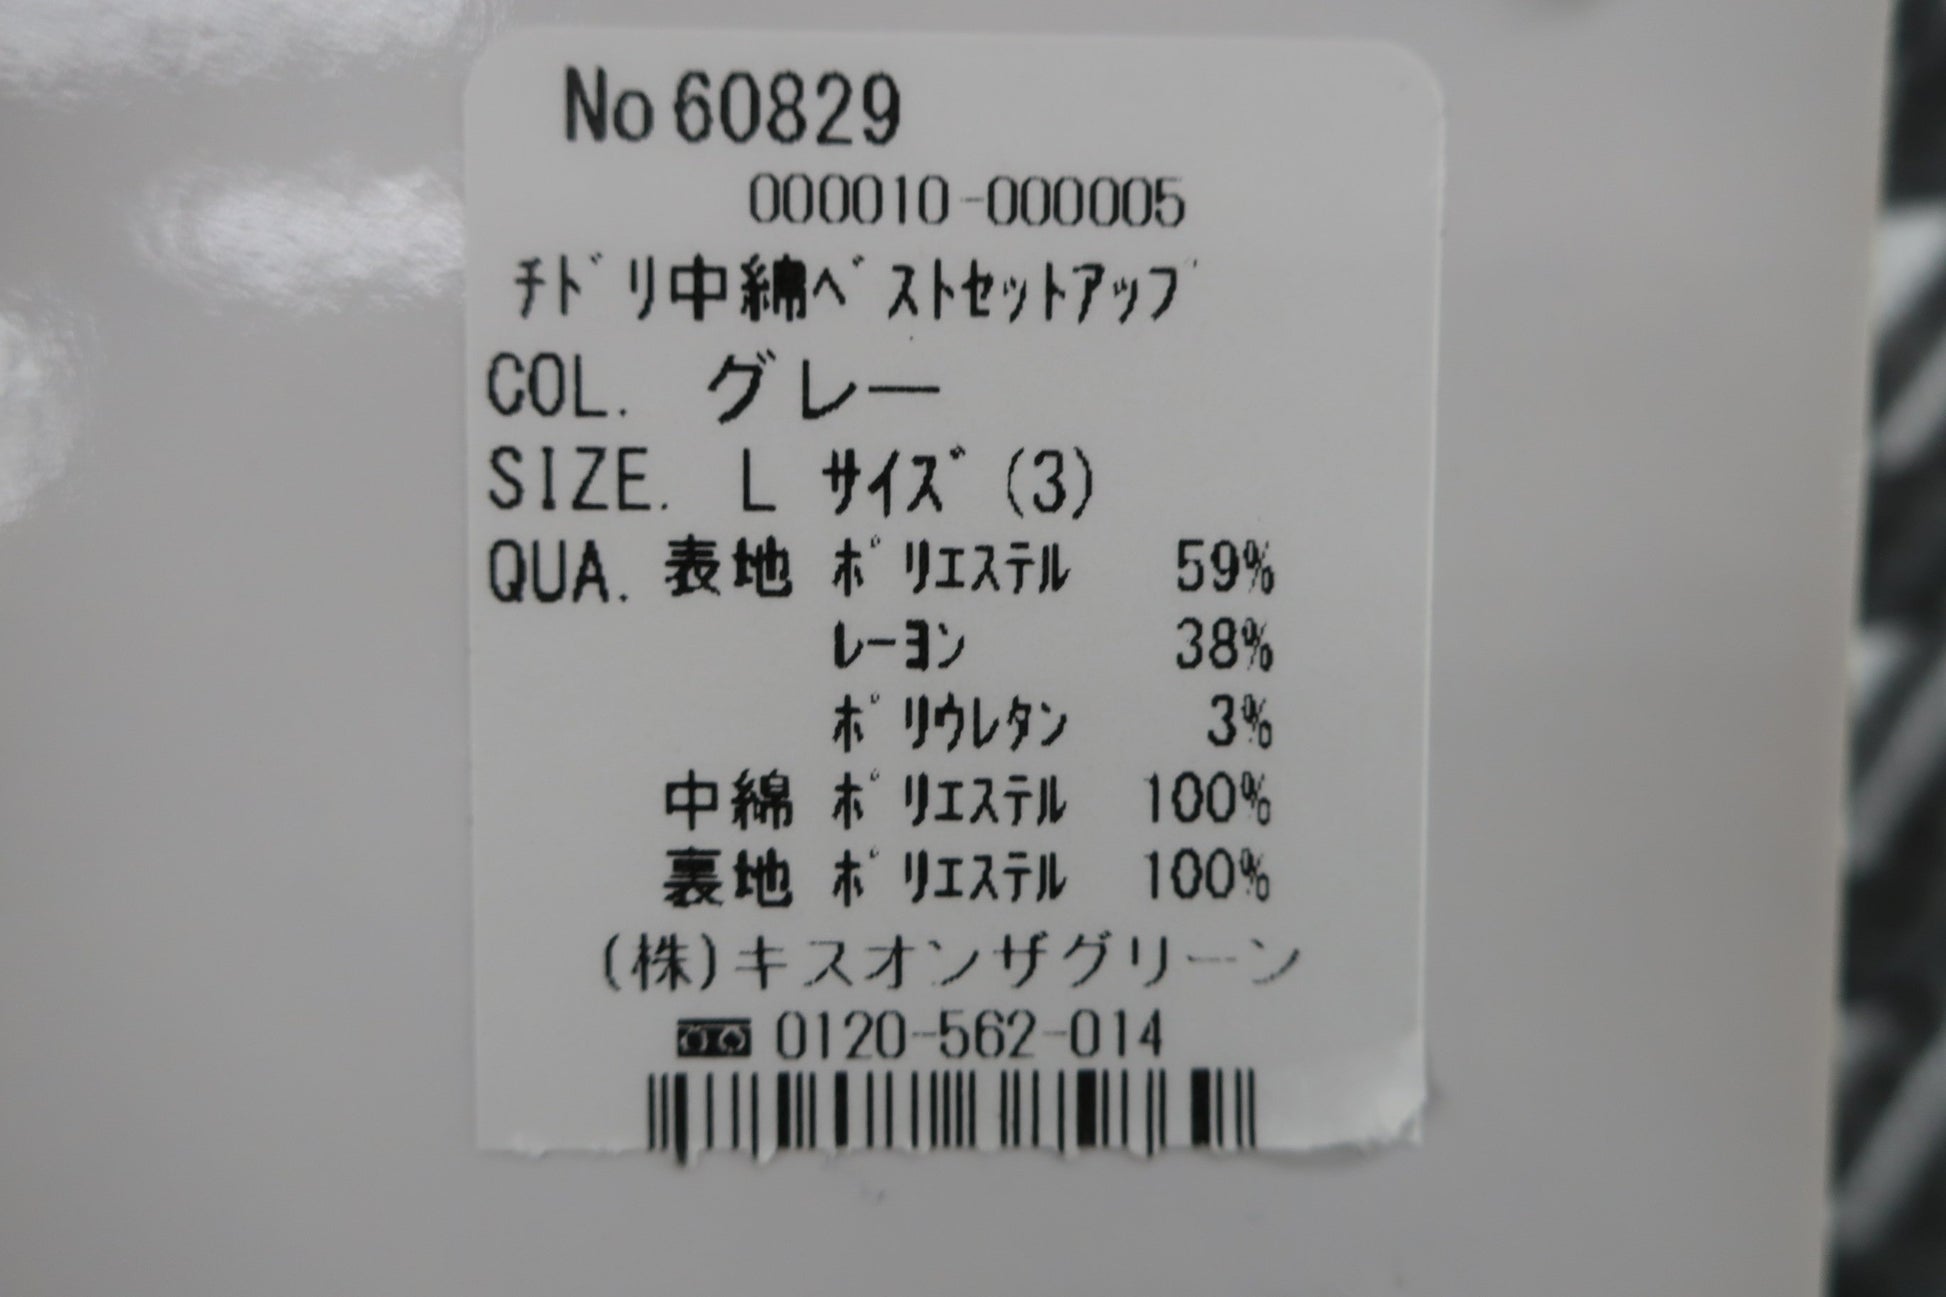 No 60829
000010-000005
ﾁﾄﾞﾘ中綿ﾍﾞｽﾄｾｯﾄｱｯﾌﾟ
COL. グレー
SIZE. L ｻｲｽﾞ (3)
QUA. 表地 ﾎﾟﾘｴｽﾃﾙ 59%
ﾚｰﾖﾝ 38%
ﾎﾟﾘｳﾚﾀﾝ 3%
中綿 ﾎﾟﾘｴｽﾃﾙ 100%
裏地 ﾎﾟﾘｴｽﾃﾙ 100%
(株)キスオンザグリーン
0120-562-014